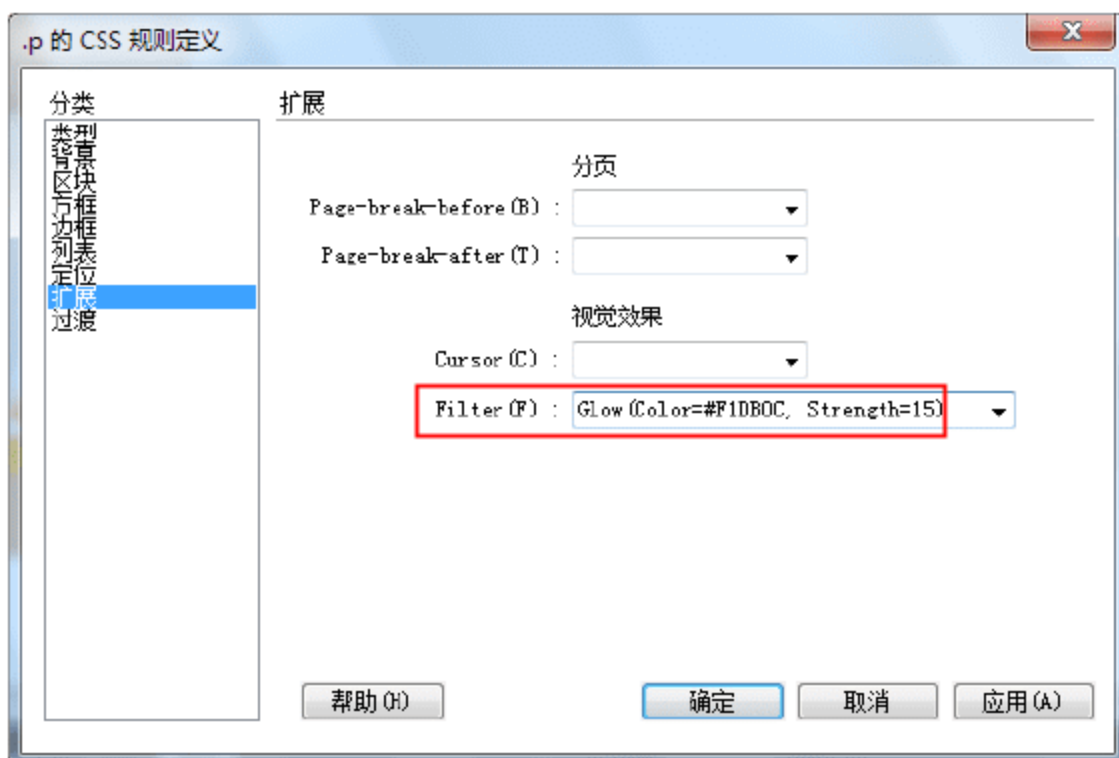 .p 的 CSS 规则定义
分类
类型
背景
区块
方框
边框
列表
定位
扩展
过渡
扩展
分页
Page-break-before(B) :
Page-break-after(T) :
视觉效果
Cursor(C) :
Filter(F) : Glow(Color=#F1DB0C, Strength=15)
帮助(H)
确定
取消
应用(A)